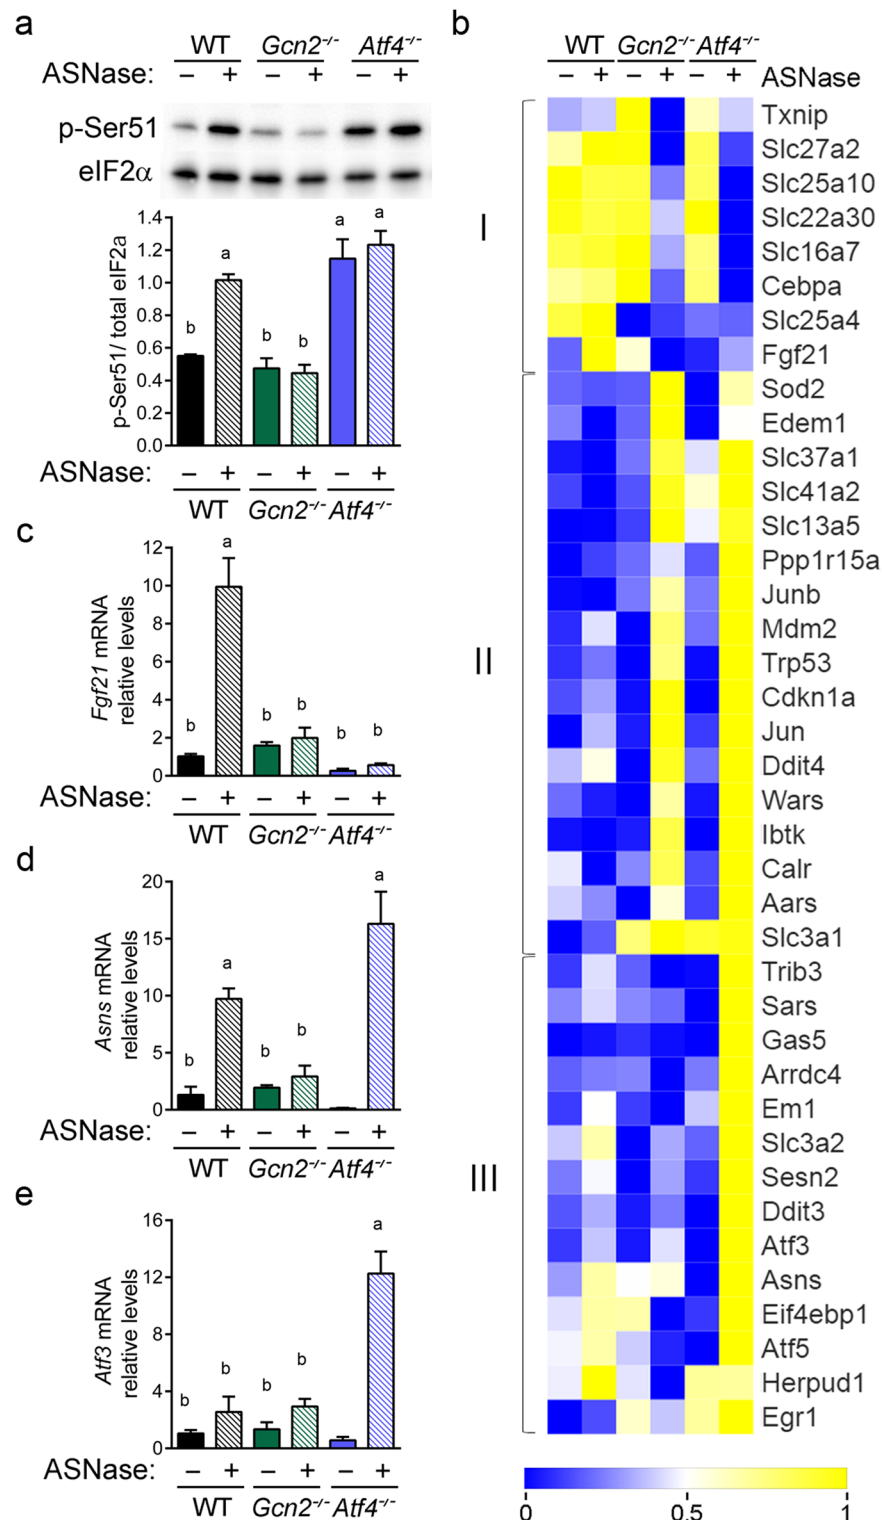 a
WT Gcn2-/- Atf4-/-
ASNase: – + – + – +
p-Ser51
eIF2α
p-Ser51/ total eIF2a
1.4
1.2
1.0
0.8
0.6
0.4
0.2
0.0
b a b b a a
ASNase: – + – + – +
WT Gcn2-/- Atf4-/-
c
Fgf21 mRNA
relative levels
12
10
8
6
4
2
0
b a b b b b
ASNase: – + – + – +
WT Gcn2-/- Atf4-/-
d
Asns mRNA
relative levels
20
15
10
5
0
b a b b a
ASNase: – + – + – +
WT Gcn2-/- Atf4-/-
e
Atf3 mRNA
relative levels
16
12
8
4
0
b b b b a
ASNase: – + – + – +
WT Gcn2-/- Atf4-/-
b
WT Gcn2-/- Atf4-/-
– + – + – + ASNase
I
Txnip
Slc27a2
Slc25a10
Slc22a30
Slc16a7
Cebpa
Slc25a4
Fgf21
II
Sod2
Edem1
Slc37a1
Slc41a2
Slc13a5
Ppp1r15a
Junb
Mdm2
Trp53
Cdkn1a
Jun
Ddit4
Wars
Ibtk
Calr
Aars
Slc3a1
III
Trib3
Sars
Gas5
Arrdc4
Em1
Slc3a2
Sesn2
Ddit3
Atf3
Asns
Eif4ebp1
Atf5
Herpud1
Egr1
0 0.5 1